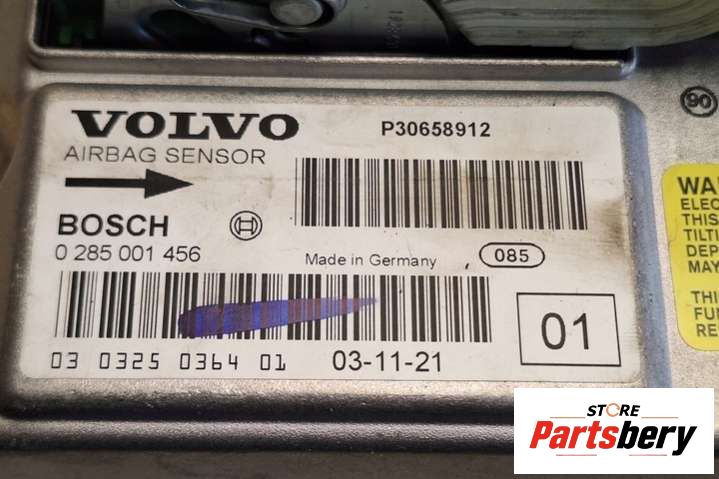 VOLVO
P30658912
AIRBAG SENSOR
BOSCH
0 285 001 456
Made in Germany
085
01
03 0325 0364 01
03-11-21
90
WA
ELEC
THIS
TILTI
DEP
MAY
THI
FUN
RE
STORE
Partsbery